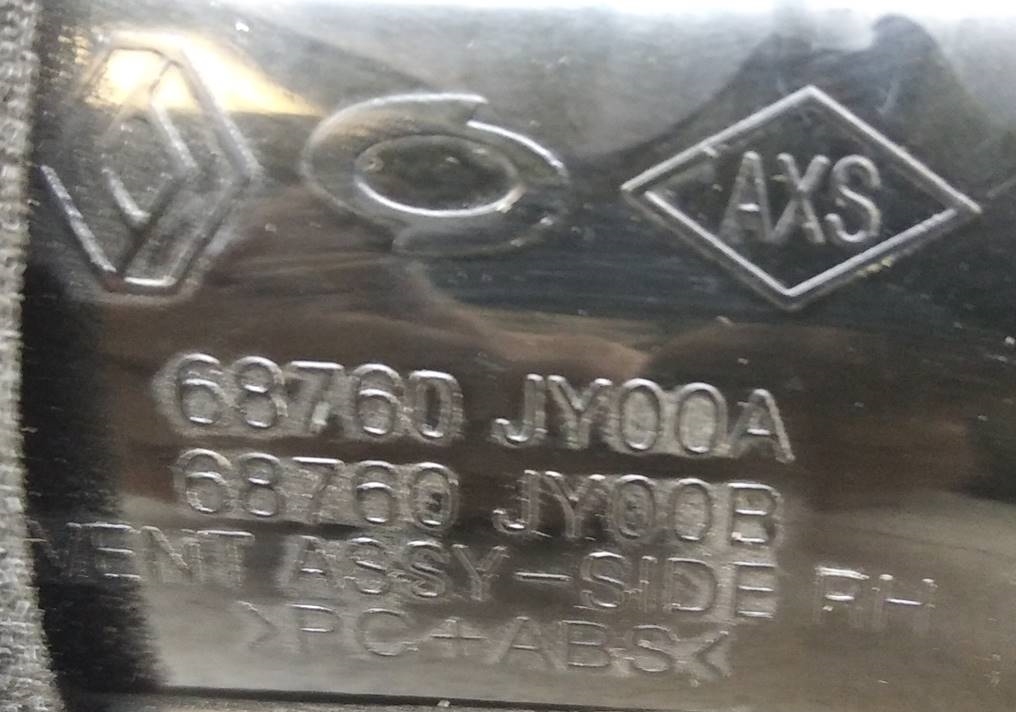 AXS
68760 JY00A
68760 JY00B
VENT ASSY-SIDE RH
>PC+ABS<